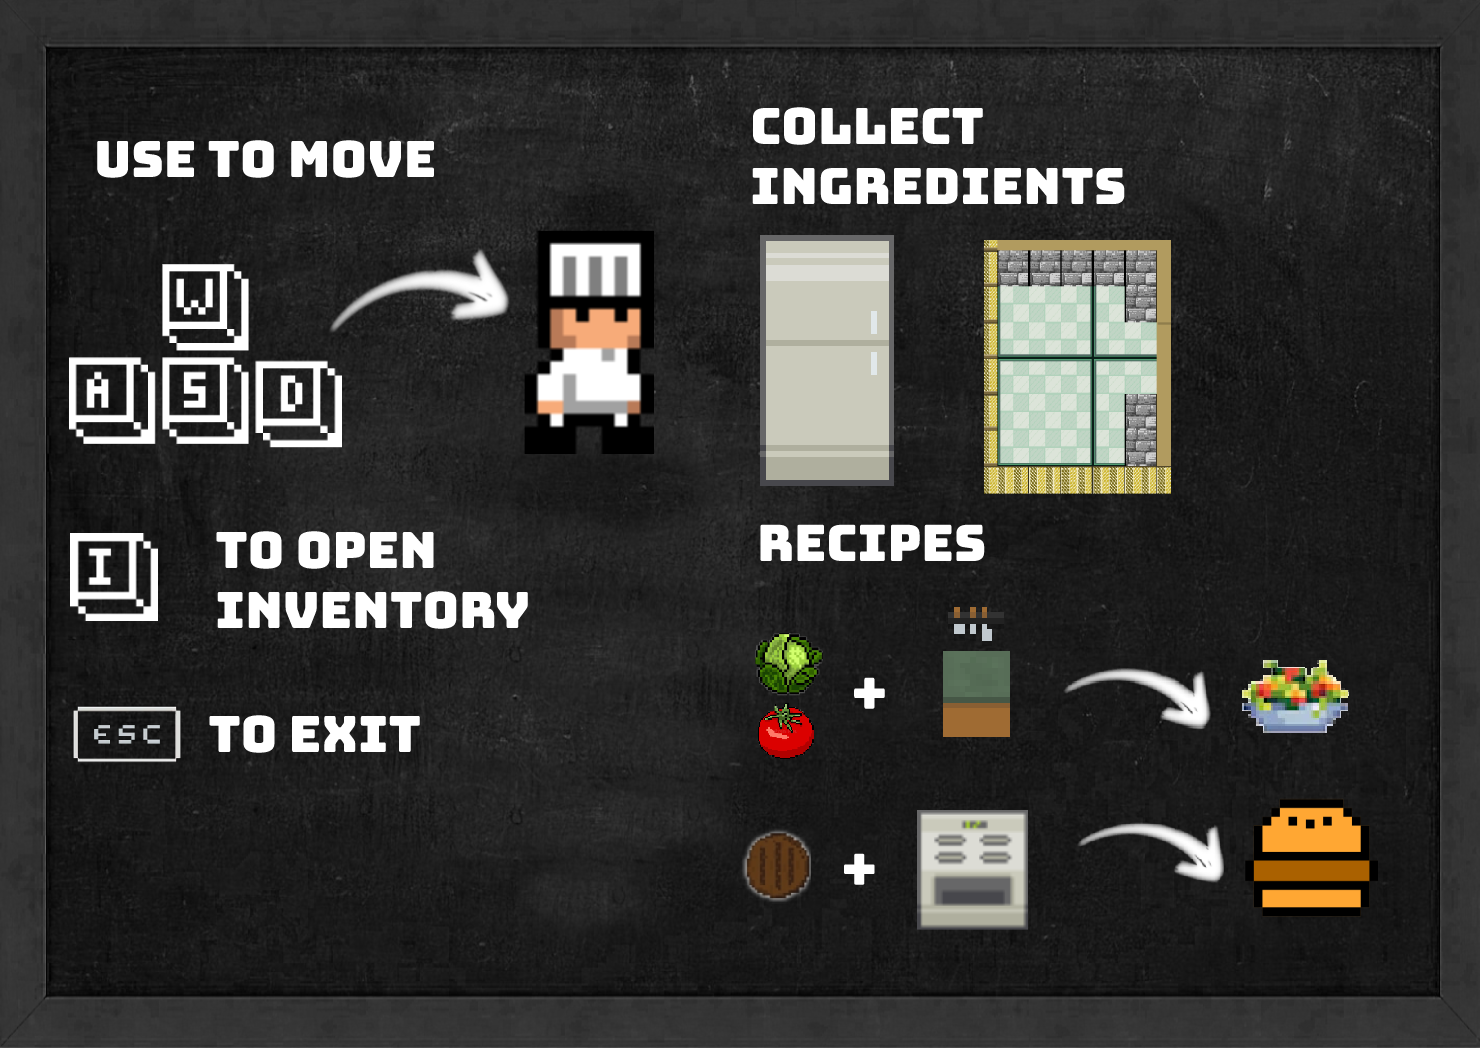 USE TO MOVE
W
A S D
I
TO OPEN
INVENTORY
ESC
TO EXIT
COLLECT
INGREDIENTS
RECIPES
+
+